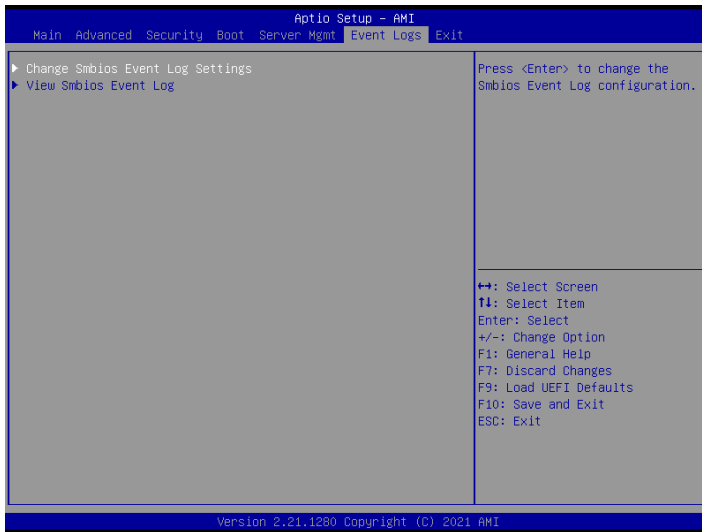 Aptio Setup – AMI
Main Advanced Security Boot Server Mgmt Event Logs Exit
▶ Change Smbios Event Log Settings
▶ View Smbios Event Log
Press <Enter> to change the
Smbios Event Log configuration.
↔: Select Screen
↑↓: Select Item
Enter: Select
+/-: Change Option
F1: General Help
F7: Discard Changes
F9: Load UEFI Defaults
F10: Save and Exit
ESC: Exit
Version 2.21.1280 Copyright (C) 2021 AMI